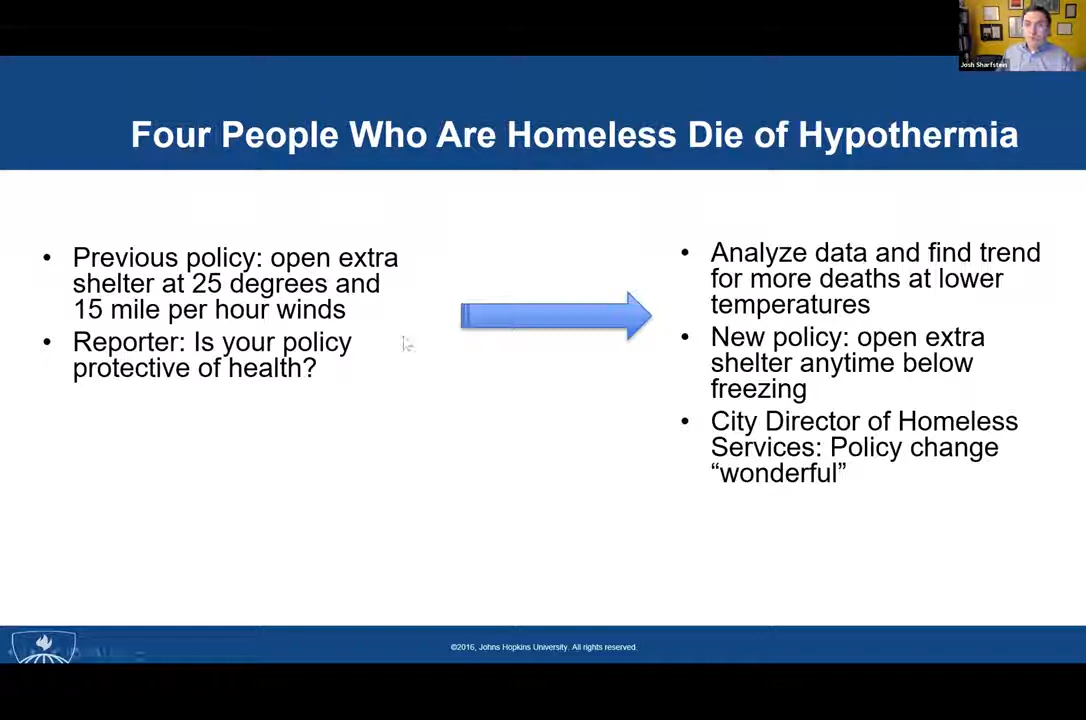 Josh Sharfstein
Four People Who Are Homeless Die of Hypothermia
• Previous policy: open extra
shelter at 25 degrees and
15 mile per hour winds
• Reporter: Is your policy
protective of health?
• Analyze data and find trend
for more deaths at lower
temperatures
• New policy: open extra
shelter anytime below
freezing
• City Director of Homeless
Services: Policy change
“wonderful”
©2016, Johns Hopkins University. All rights reserved.